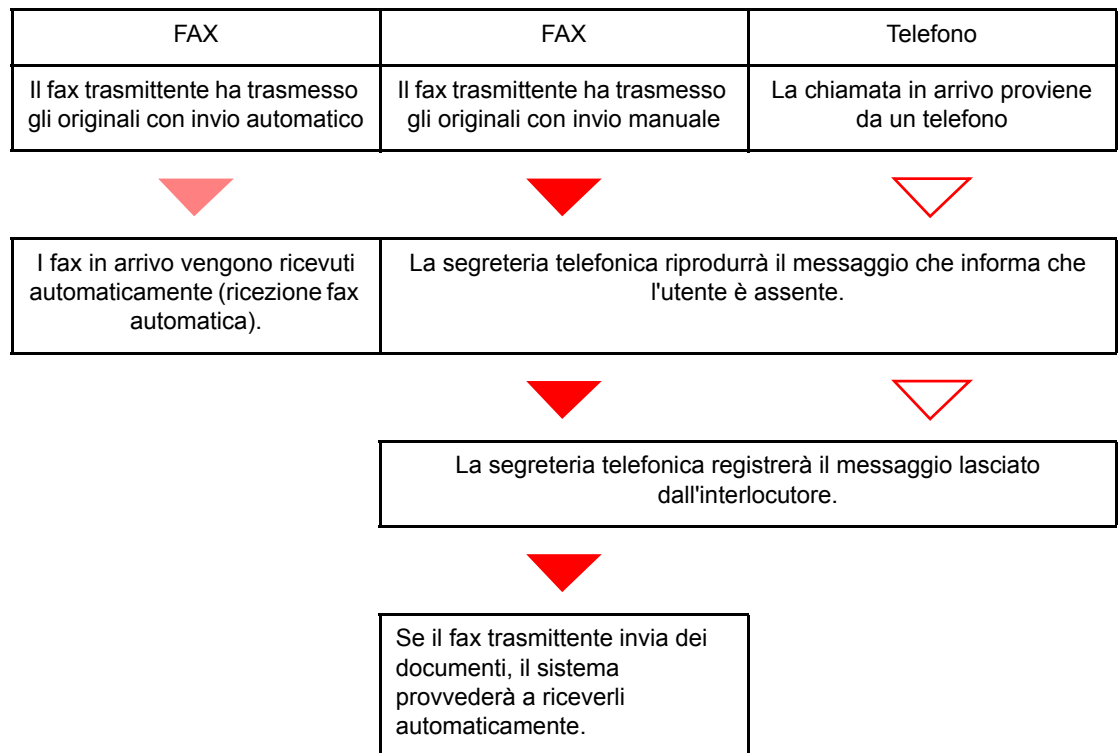 FAX
FAX
Telefono
Il fax trasmittente ha trasmesso
gli originali con invio automatico
Il fax trasmittente ha trasmesso
gli originali con invio manuale
La chiamata in arrivo proviene
da un telefono
I fax in arrivo vengono ricevuti
automaticamente (ricezione fax
automatica).
La segreteria telefonica riprodurrà il messaggio che informa che
l'utente è assente.
La segreteria telefonica registrerà il messaggio lasciato
dall'interlocutore.
Se il fax trasmittente invia dei
documenti, il sistema
provvederà a riceverli
automaticamente.